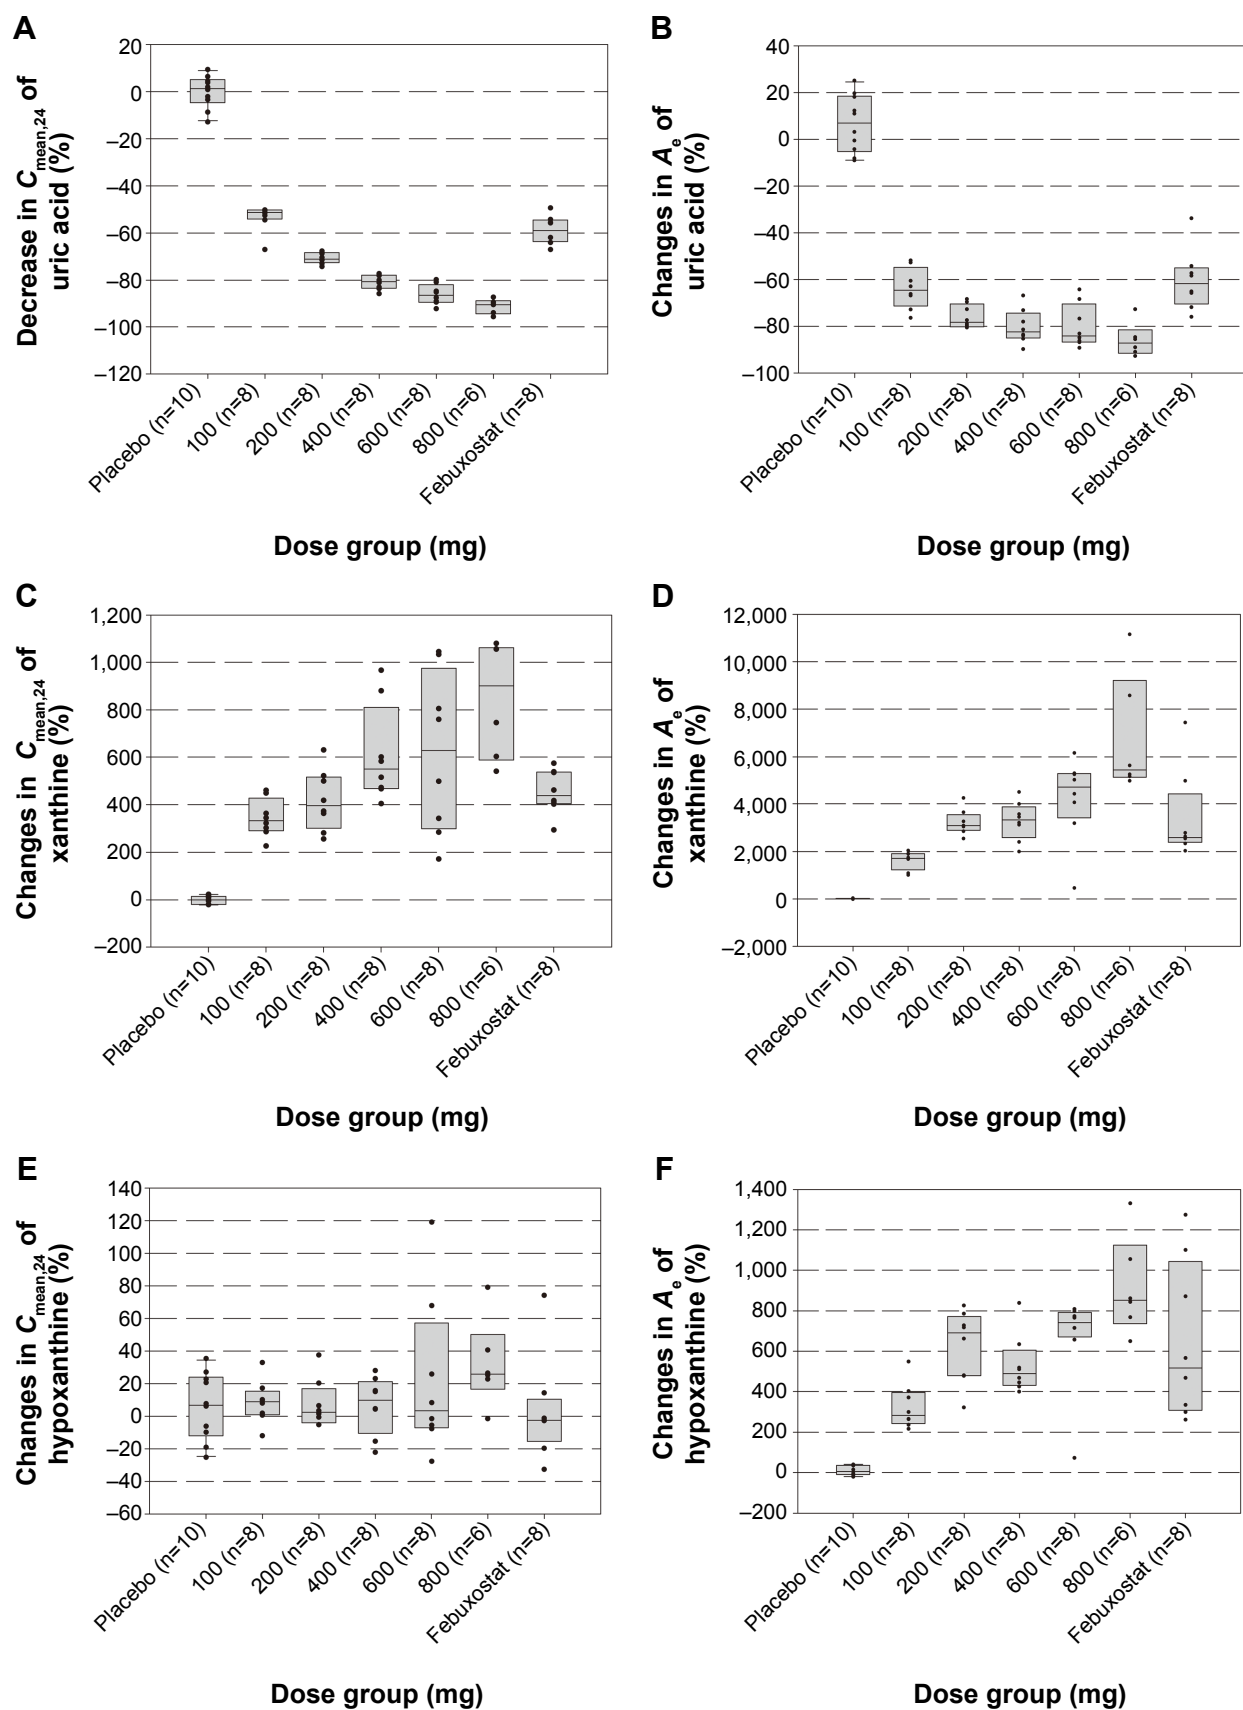 A
Decrease in Cmean,24 of
uric acid (%)
20
0
–20
–40
–60
–80
–100
–120
Placebo (n=10)
100 (n=8)
200 (n=8)
400 (n=8)
600 (n=8)
800 (n=6)
Febuxostat (n=8)
Dose group (mg)
B
Changes in Ae of
uric acid (%)
40
20
0
–20
–40
–60
–80
–100
Placebo (n=10)
100 (n=8)
200 (n=8)
400 (n=8)
600 (n=8)
800 (n=6)
Febuxostat (n=8)
Dose group (mg)
C
Changes in Cmean,24 of
xanthine (%)
1,200
1,000
800
600
400
200
0
–200
Placebo (n=10)
100 (n=8)
200 (n=8)
400 (n=8)
600 (n=8)
800 (n=6)
Febuxostat (n=8)
Dose group (mg)
D
Changes in Ae of
xanthine (%)
12,000
10,000
8,000
6,000
4,000
2,000
0
–2,000
Placebo (n=10)
100 (n=8)
200 (n=8)
400 (n=8)
600 (n=8)
800 (n=6)
Febuxostat (n=8)
Dose group (mg)
E
Changes in Cmean,24 of
hypoxanthine (%)
140
120
100
80
60
40
20
0
–20
–40
–60
Placebo (n=10)
100 (n=8)
200 (n=8)
400 (n=8)
600 (n=8)
800 (n=6)
Febuxostat (n=8)
Dose group (mg)
F
Changes in Ae of
hypoxanthine (%)
1,400
1,200
1,000
800
600
400
200
0
–200
Placebo (n=10)
100 (n=8)
200 (n=8)
400 (n=8)
600 (n=8)
800 (n=6)
Febuxostat (n=8)
Dose group (mg)